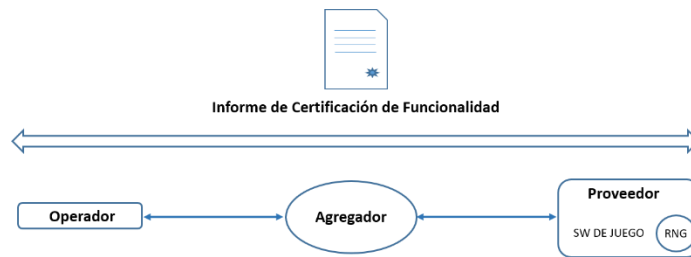 Informe de Certificación de Funcionalidad
Operador
Agregador
Proveedor
SW DE JUEGO
RNG